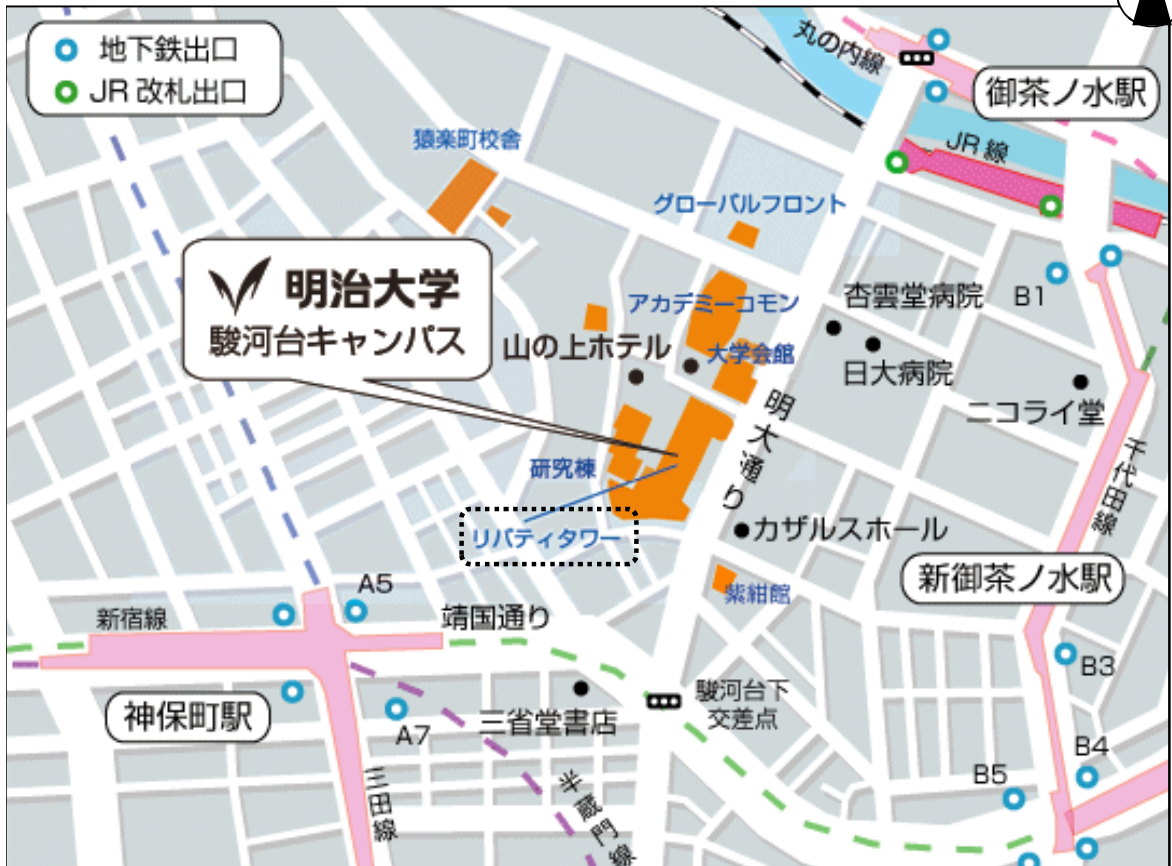 地下鉄出口
JR 改札出口
丸の内線
御茶ノ水駅
JR 線
猿楽町校舎
グローバルフロント
明治大学
駿河台キャンパス
アカデミーコモン
杏雲堂病院
B1
山の上ホテル
大学会館
日大病院
ニコライ堂
明大通り
千代田線
研究棟
リバティタワー
カザルスホール
新御茶ノ水駅
A5
紫紺館
新宿線
靖国通り
B3
神保町駅
A7
三省堂書店
駿河台下
交差点
B4
B5
三田線
半蔵門線